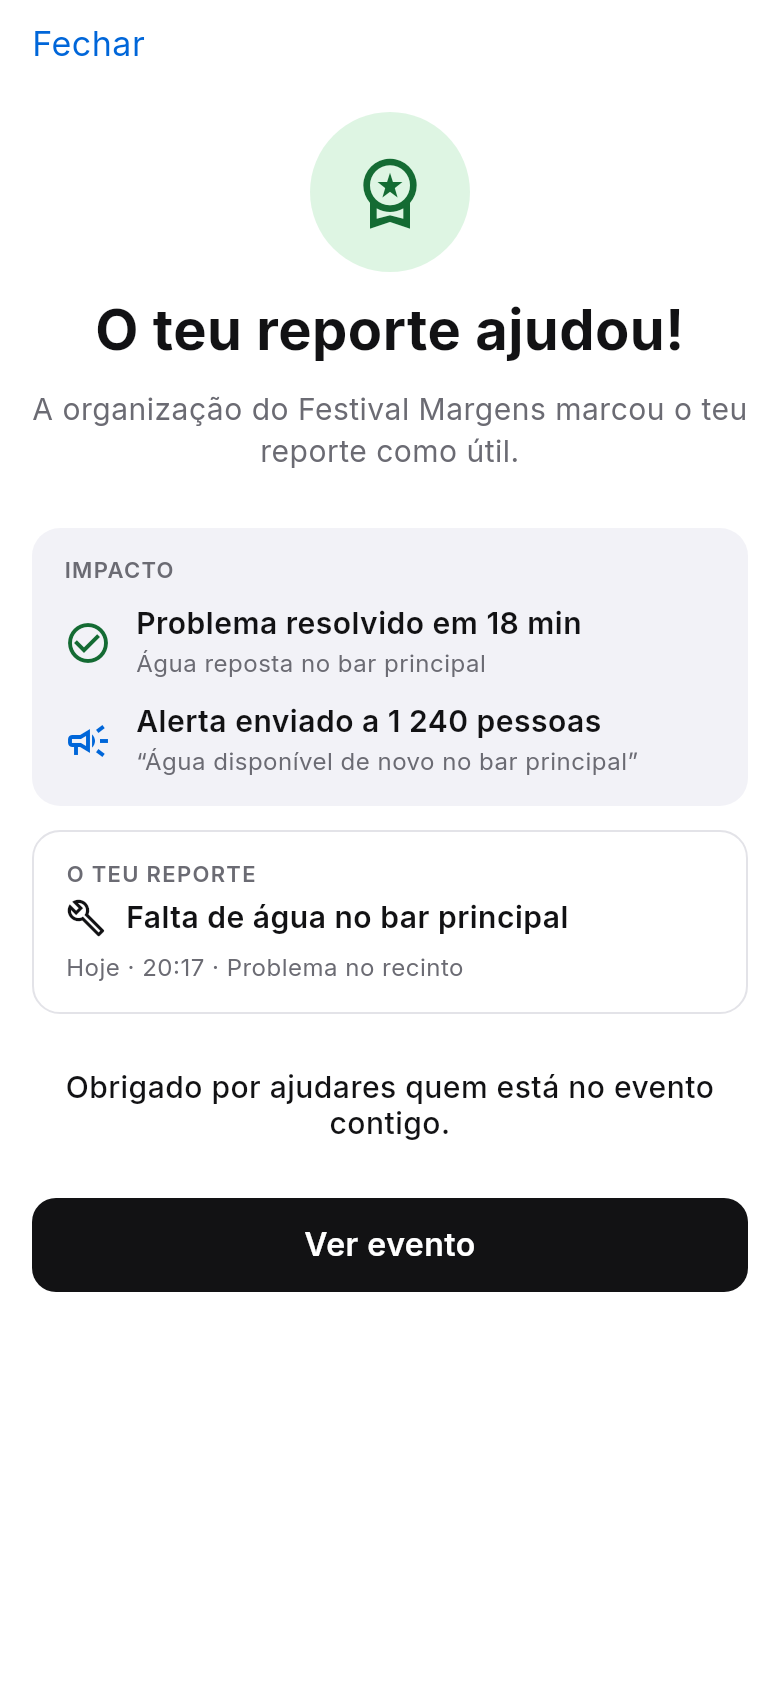 Fechar
O teu reporte ajudou!
A organização do Festival Margens marcou o teu
reporte como útil.
IMPACTO
Problema resolvido em 18 min
Água reposta no bar principal
Alerta enviado a 1 240 pessoas
“Água disponível de novo no bar principal”
O TEU REPORTE
Falta de água no bar principal
Hoje · 20:17 · Problema no recinto
Obrigado por ajudares quem está no evento
contigo.
Ver evento